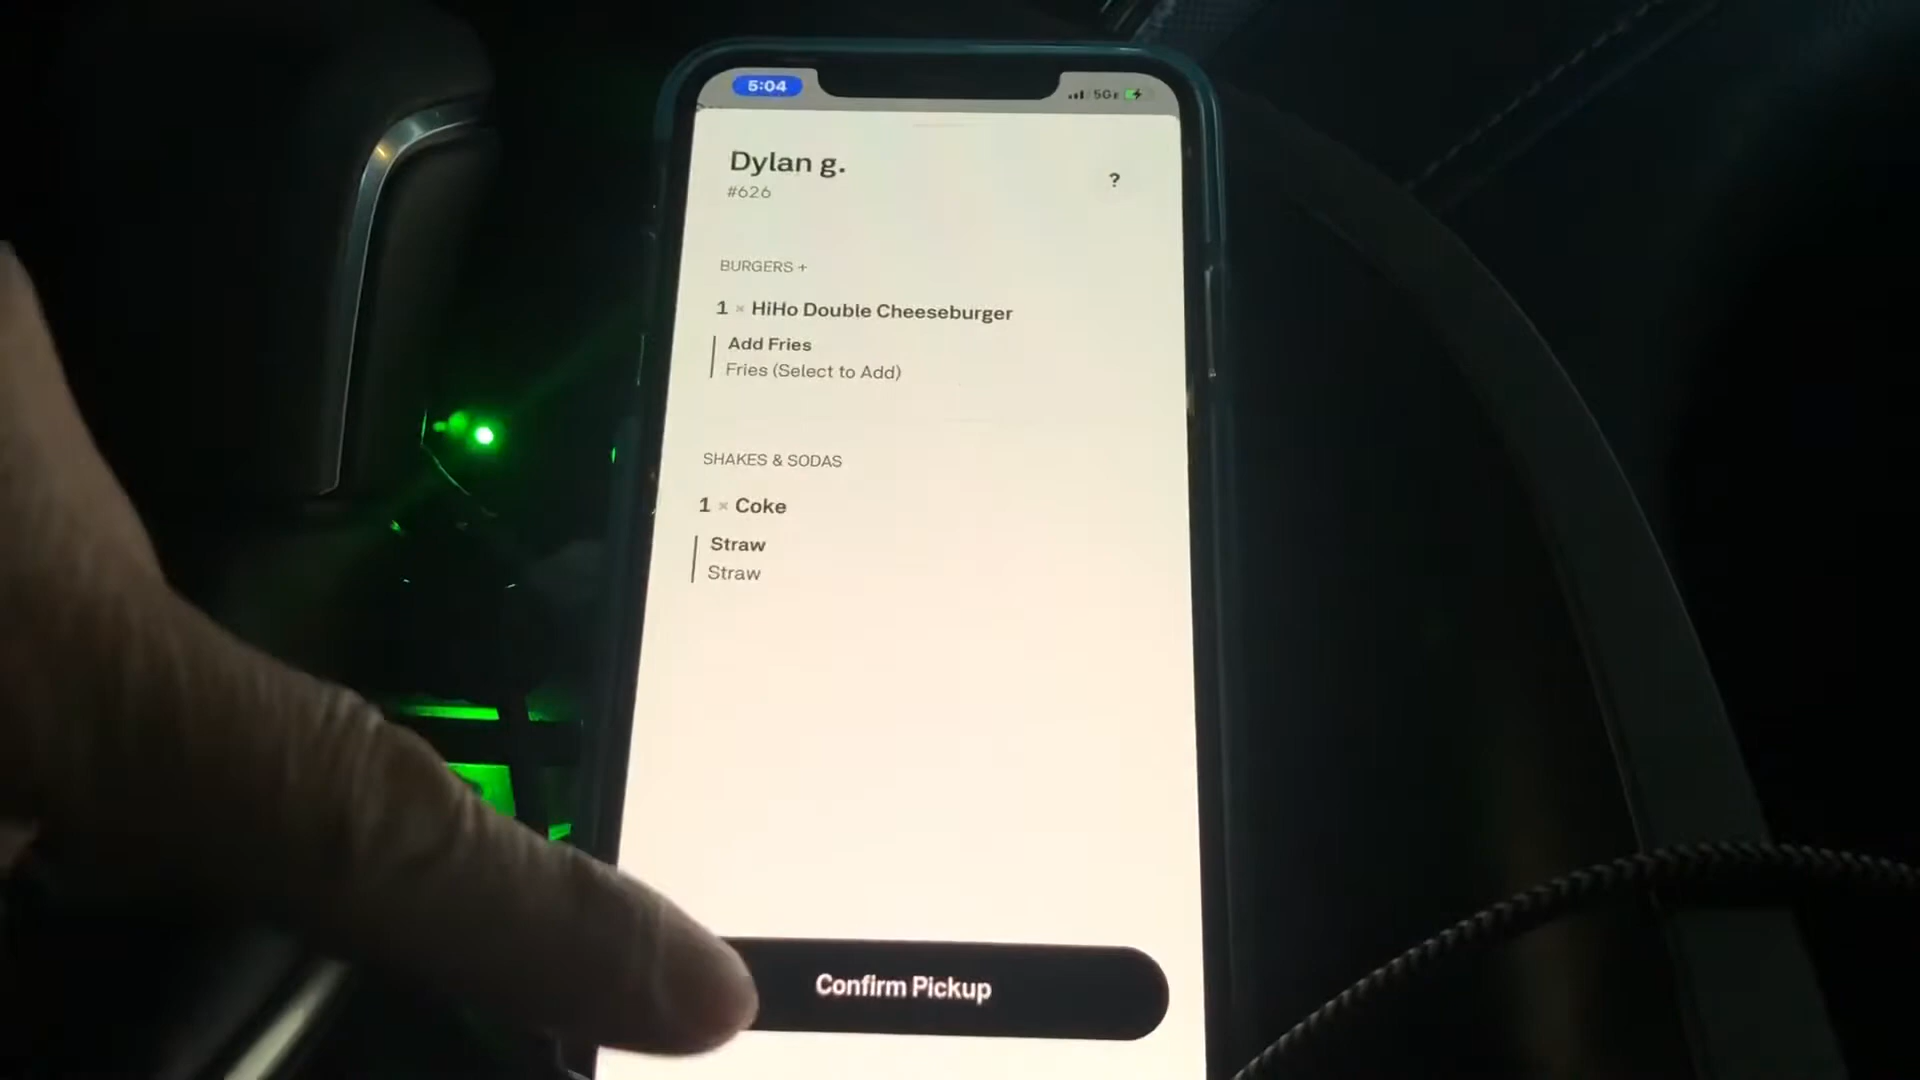 5:04
5GE
Dylan g.
#626
?
BURGERS +
1 × HiHo Double Cheeseburger
Add Fries
Fries (Select to Add)
SHAKES & SODAS
1 × Coke
Straw
Straw
Confirm Pickup